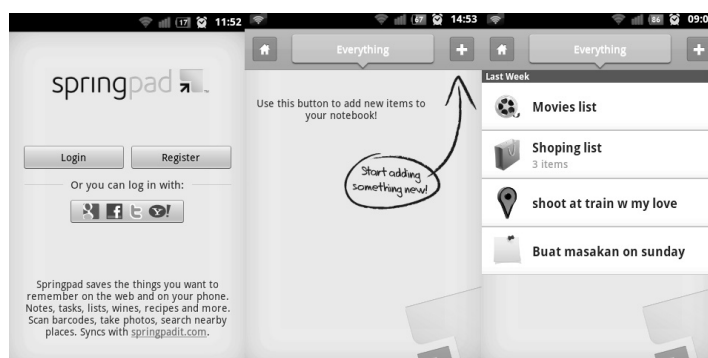 17 11:52
springpad
Login
Register
Or you can log in with:
Y!
Springpad saves the things you want to
remember on the web and on your phone.
Notes, tasks, lists, wines, recipes and more.
Scan barcodes, take photos, search nearby
places. Syncs with springpadit.com.
67 14:53
Everything
Use this button to add new items to
your notebook!
Start adding
something new!
86 09:0
Everything
Last Week
Movies list
Shoping list
3 items
shoot at train w my love
Buat masakan on sunday